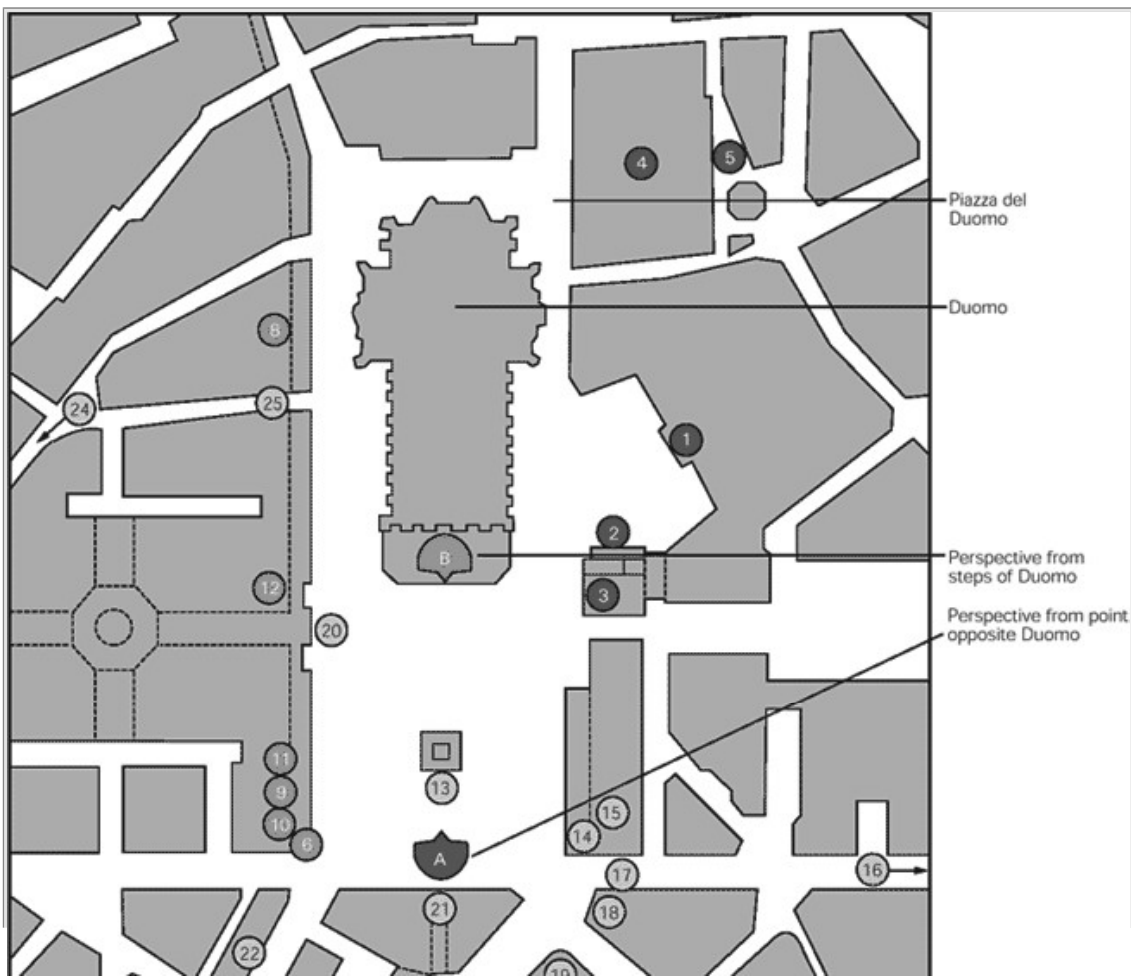 4
5
Piazza del
Duomo
8
Duomo
24
25
1
2
B
Perspective from
steps of Duomo
12
3
20
Perspective from point
opposite Duomo
11
13
9
15
10
14
6
A
16
17
21
18
22
19